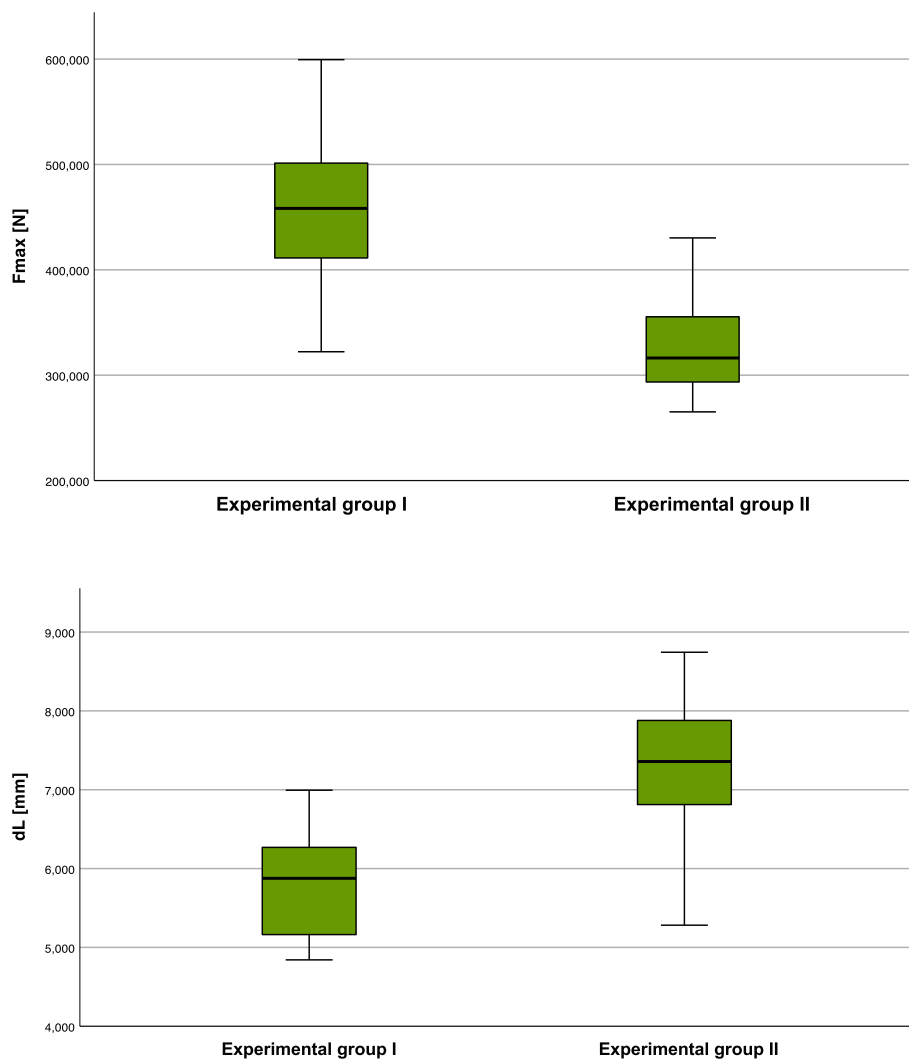 Fmax [N]
600,000
500,000
400,000
300,000
200,000
Experimental group I Experimental group II
dL [mm]
9,000
8,000
7,000
6,000
5,000
4,000
Experimental group I Experimental group II